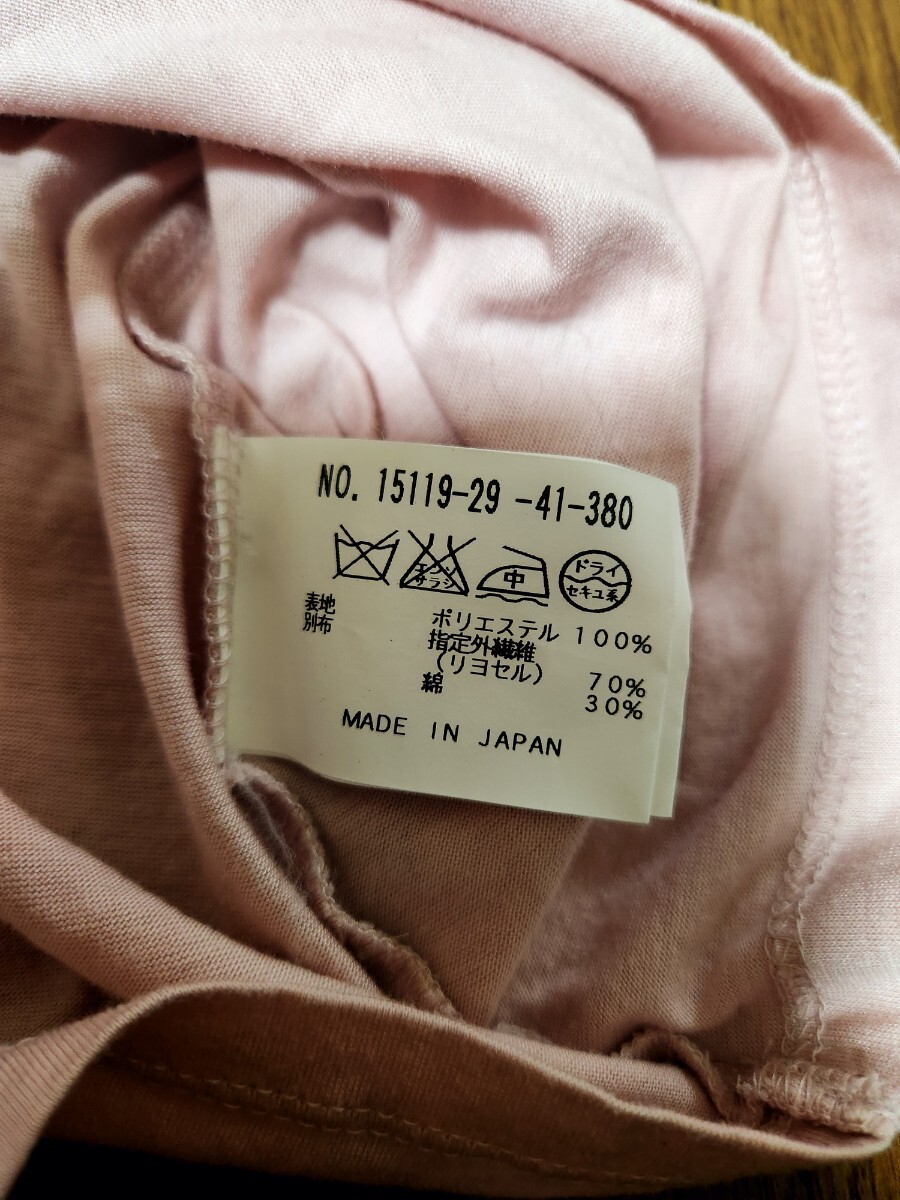 NO. 15119-29 -41-380
エンソ
サラシ
中
ドライ
セキユ系
表地 ポリエステル 100%
別布 指定外繊維
(リヨセル) 70%
綿 30%
MADE IN JAPAN